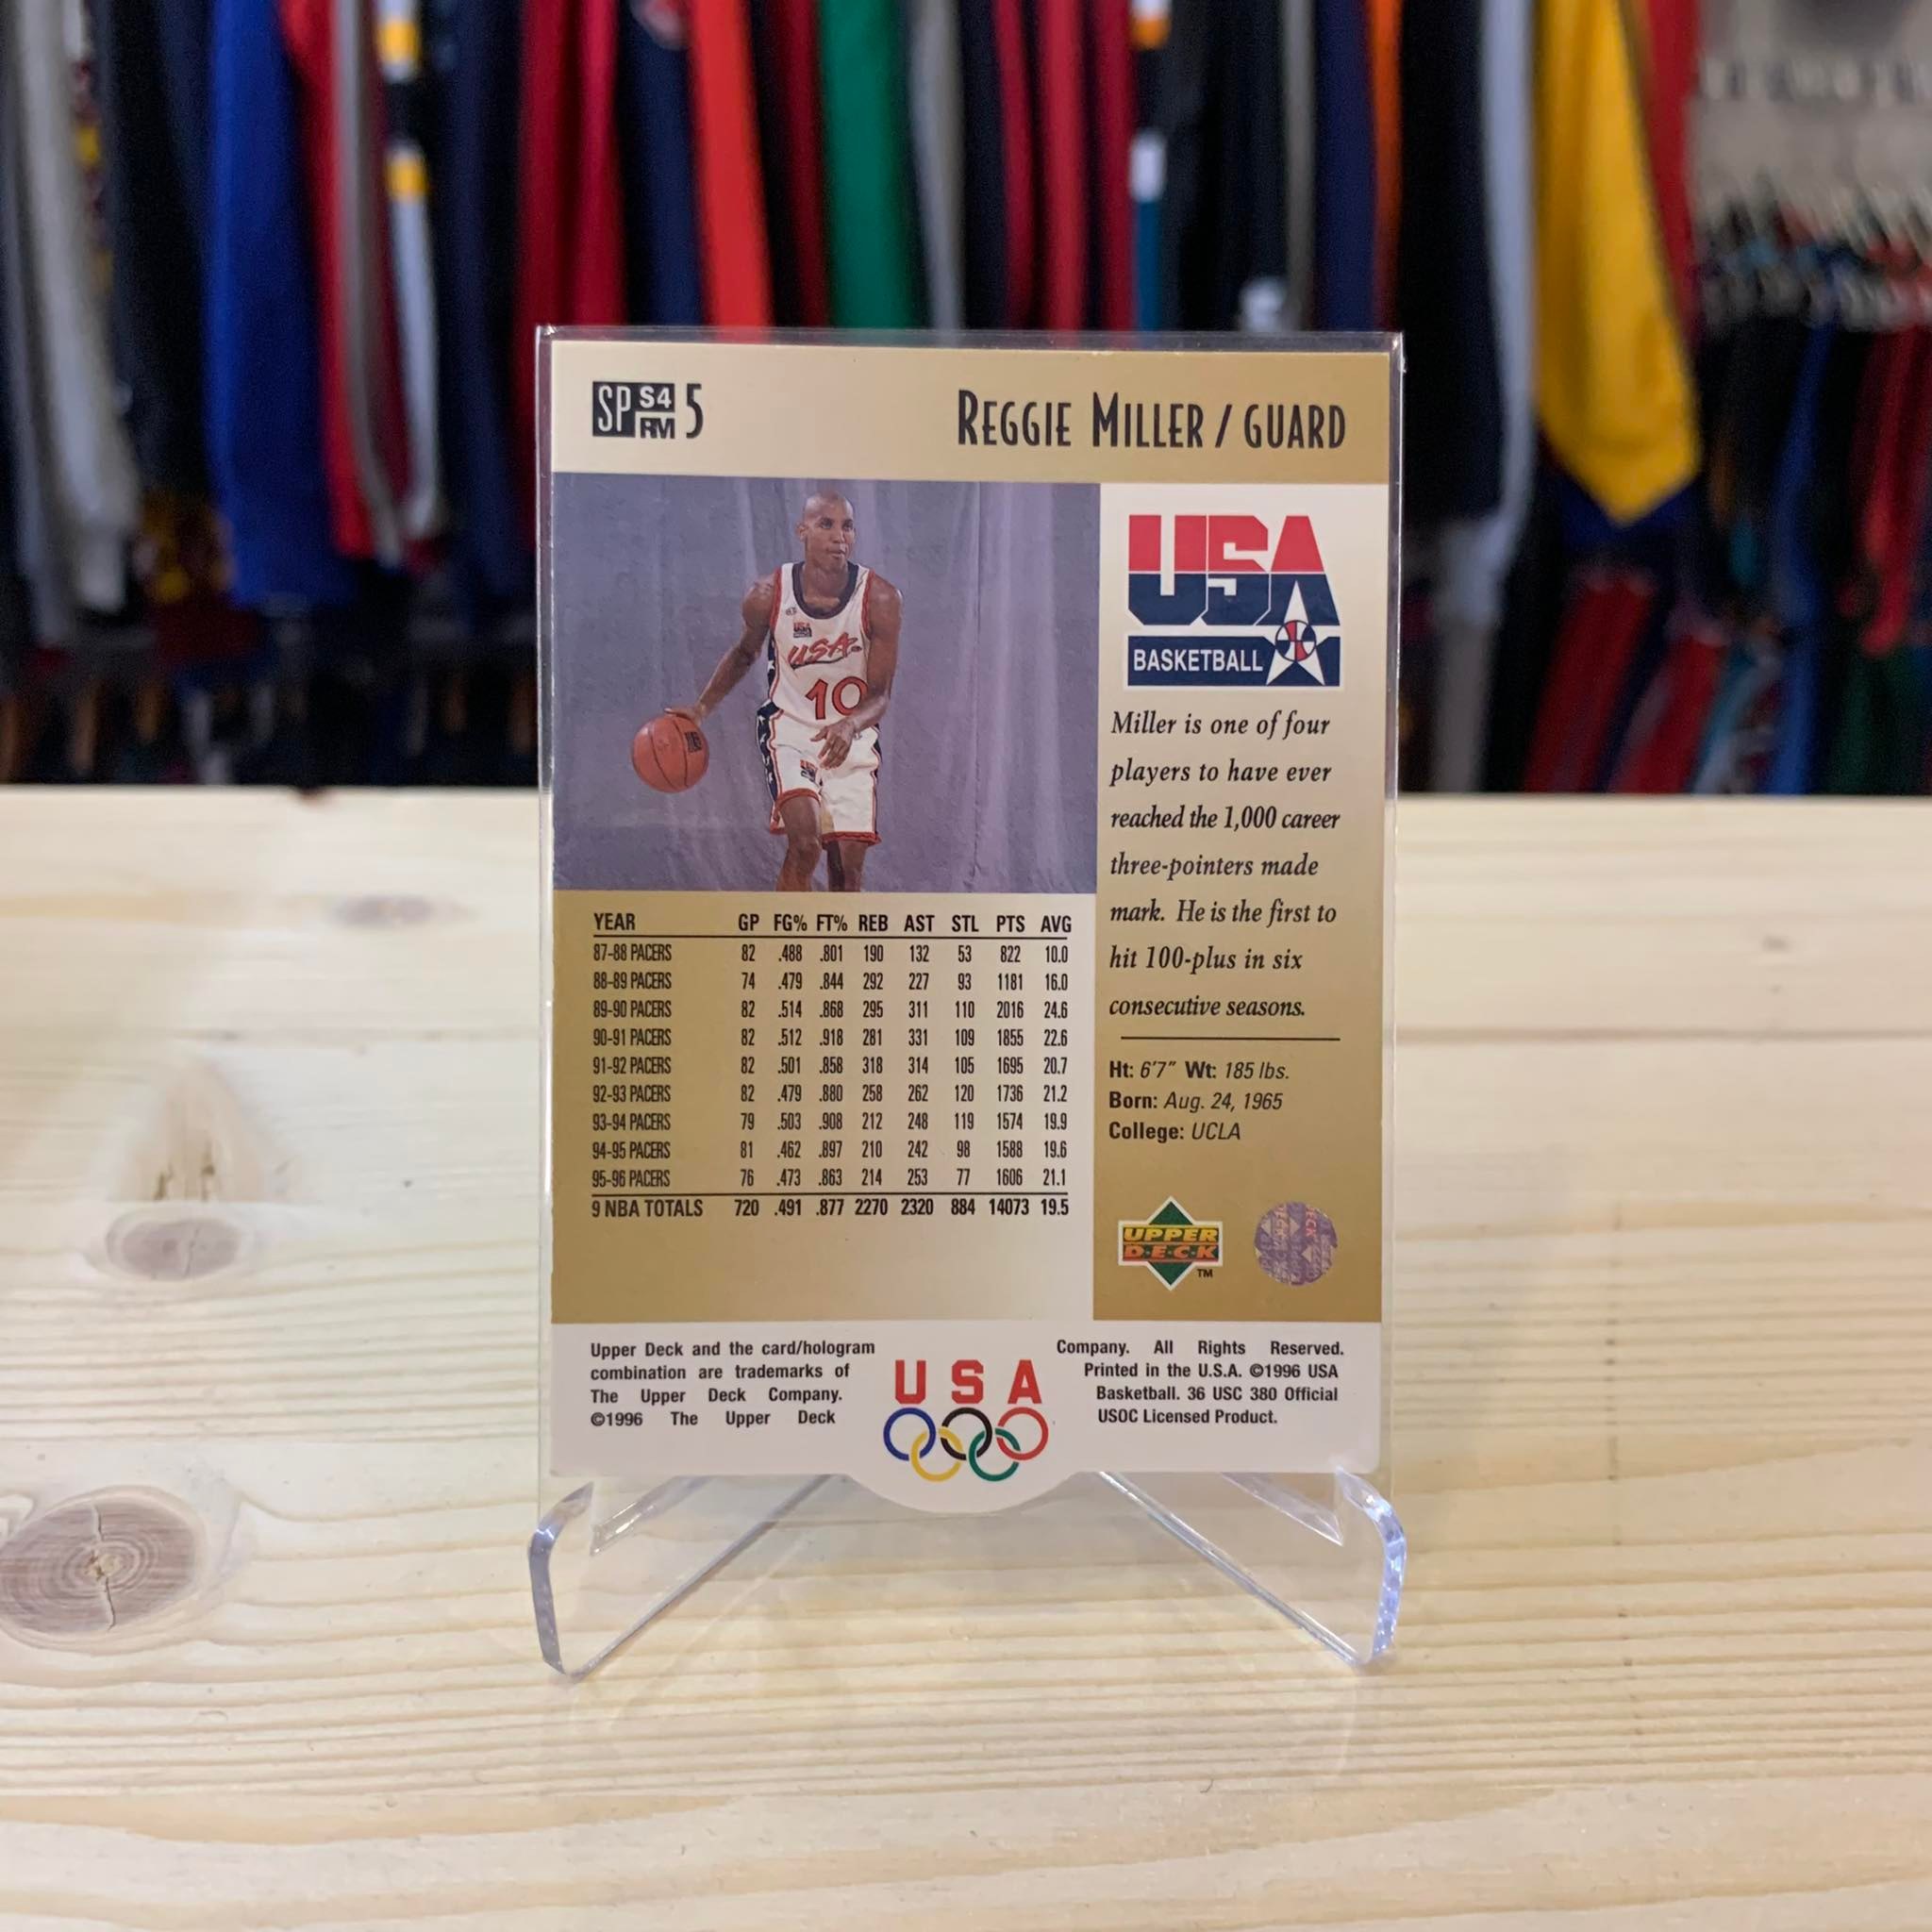 SP S4 RM 5
REGGIE MILLER / GUARD
USA
BASKETBALL
USA
10
Miller is one of four
players to have ever
reached the 1,000 career
three-pointers made
mark. He is the first to
hit 100-plus in six
consecutive seasons.
Ht: 6'7" Wt: 185 lbs.
Born: Aug. 24, 1965
College: UCLA
YEAR GP FG% FT% REB AST STL PTS AVG
87-88 PACERS 82 .488 .801 190 132 53 822 10.0
88-89 PACERS 74 .479 .844 292 227 93 1181 16.0
89-90 PACERS 82 .514 .868 295 311 110 2016 24.6
90-91 PACERS 82 .512 .918 281 331 109 1855 22.6
91-92 PACERS 82 .501 .858 318 314 105 1695 20.7
92-93 PACERS 82 .479 .880 258 262 120 1736 21.2
93-94 PACERS 79 .503 .908 212 248 119 1574 19.9
94-95 PACERS 81 .462 .897 210 242 98 1588 19.6
95-96 PACERS 76 .473 .863 214 253 77 1606 21.1
9 NBA TOTALS 720 .491 .877 2270 2320 884 14073 19.5
UPPER
D·E·C·K
TM
Upper Deck and the card/hologram
combination are trademarks of
The Upper Deck Company.
©1996 The Upper Deck
USA
Company. All Rights Reserved.
Printed in the U.S.A. ©1996 USA
Basketball. 36 USC 380 Official
USOC Licensed Product.